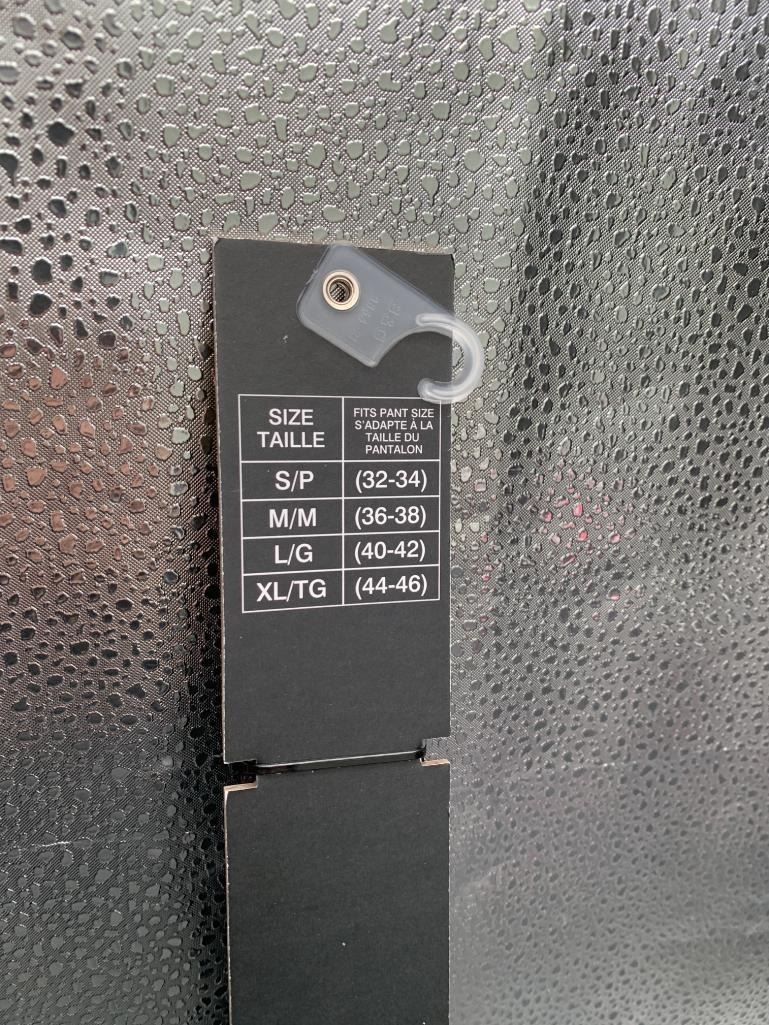 SIZE
TAILLE
FITS PANT SIZE
S'ADAPTE À LA
TAILLE DU
PANTALON
S/P (32-34)
M/M (36-38)
L/G (40-42)
XL/TG (44-46)